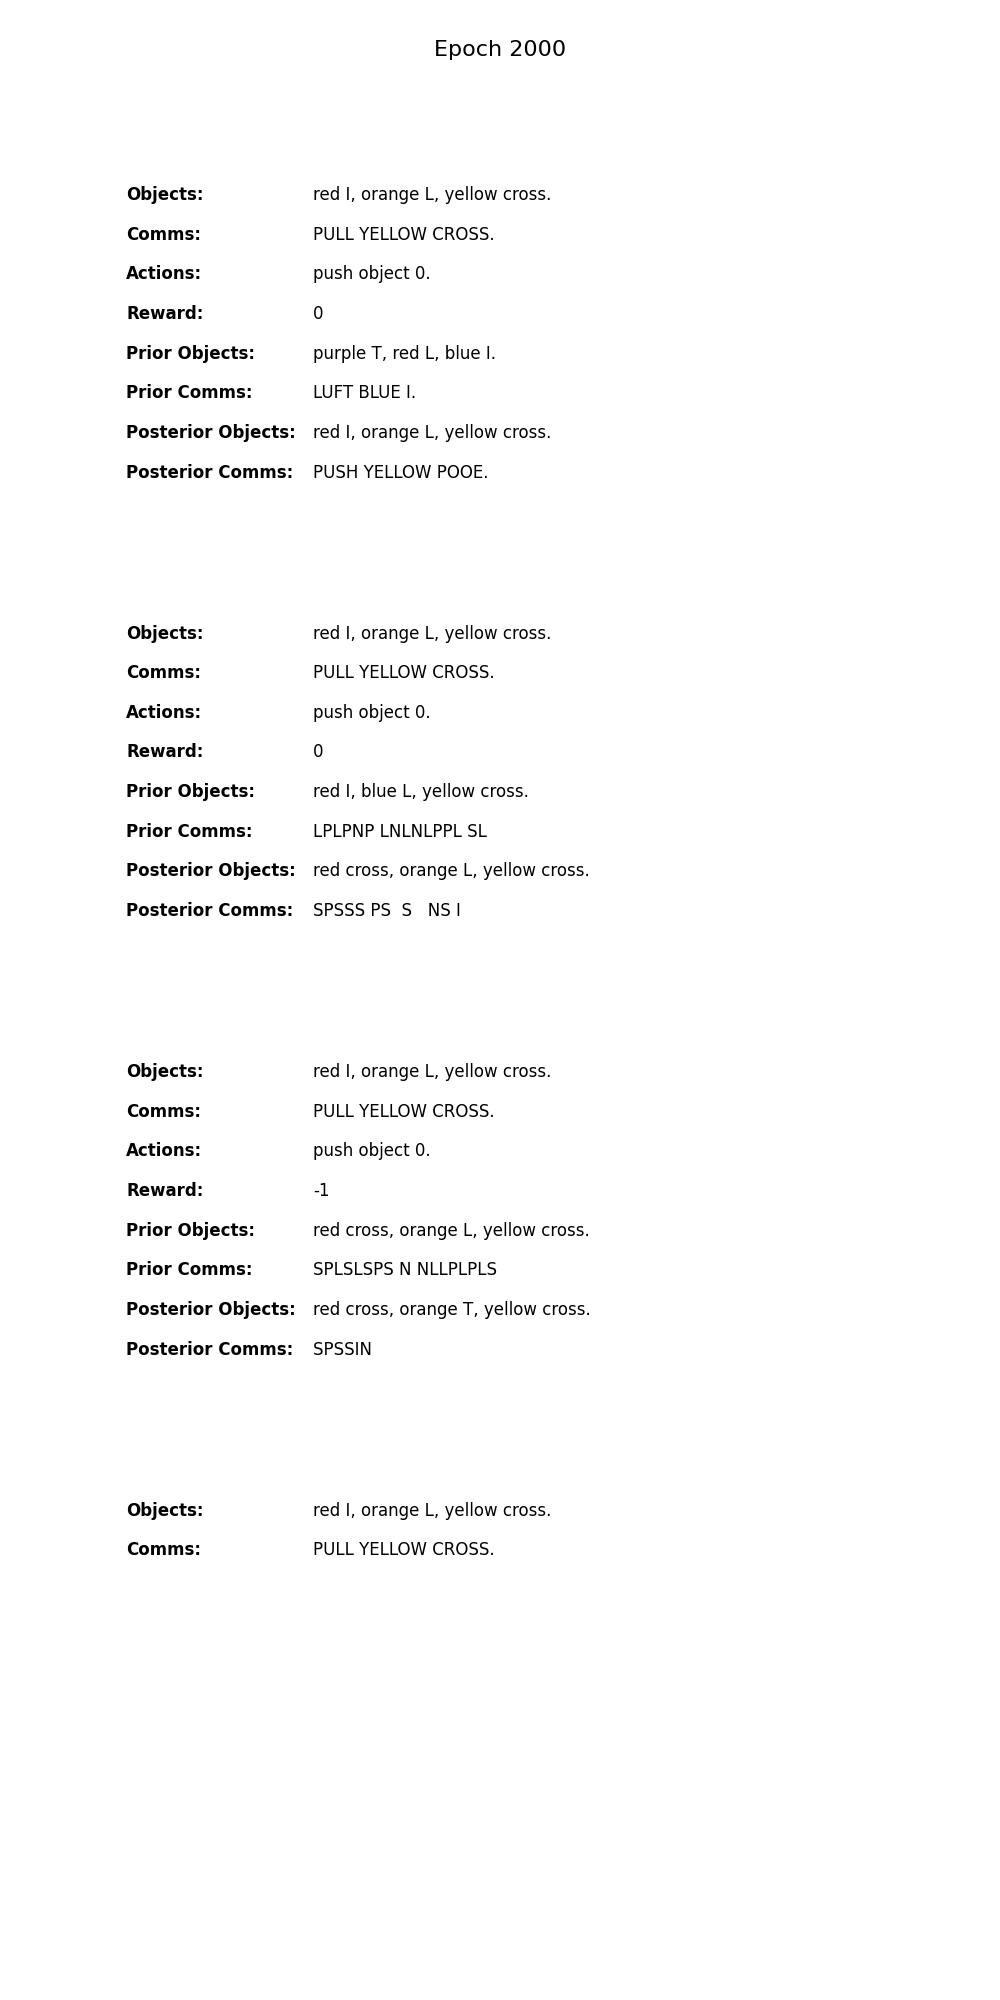 Epoch 2000
Objects: red I, orange L, yellow cross.
Comms: PULL YELLOW CROSS.
Actions: push object 0.
Reward: 0
Prior Objects: purple T, red L, blue I.
Prior Comms: LUFT BLUE I.
Posterior Objects: red I, orange L, yellow cross.
Posterior Comms: PUSH YELLOW POOE.
Objects: red I, orange L, yellow cross.
Comms: PULL YELLOW CROSS.
Actions: push object 0.
Reward: 0
Prior Objects: red I, blue L, yellow cross.
Prior Comms: LPLPNP LNLNLPPL SL
Posterior Objects: red cross, orange L, yellow cross.
Posterior Comms: SPSSS PS  S   NS I
Objects: red I, orange L, yellow cross.
Comms: PULL YELLOW CROSS.
Actions: push object 0.
Reward: -1
Prior Objects: red cross, orange L, yellow cross.
Prior Comms: SPLSLSPS N NLLPLPLS
Posterior Objects: red cross, orange T, yellow cross.
Posterior Comms: SPSSIN
Objects: red I, orange L, yellow cross.
Comms: PULL YELLOW CROSS.